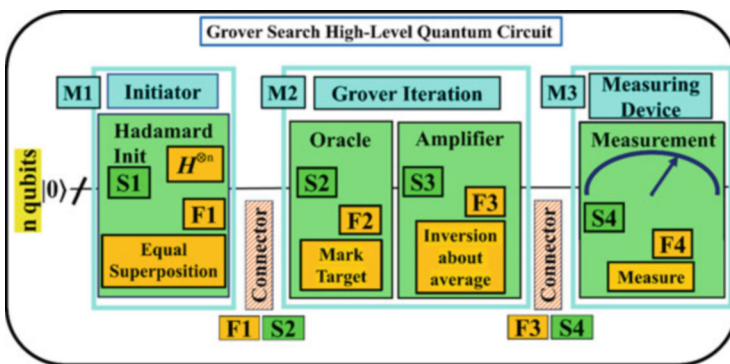 Grover Search High-Level Quantum Circuit
M1
Initiator
M2
Grover Iteration
M3
Measuring
Device
Hadamard
Init
H⊗n
S1
F1
Equal
Superposition
Oracle
S2
F2
Mark
Target
Amplifier
S3
F3
Inversion
about
average
Measurement
S4
F4
Measure
n qubits
|0⟩
Connector
F1 S2
Connector
F3 S4